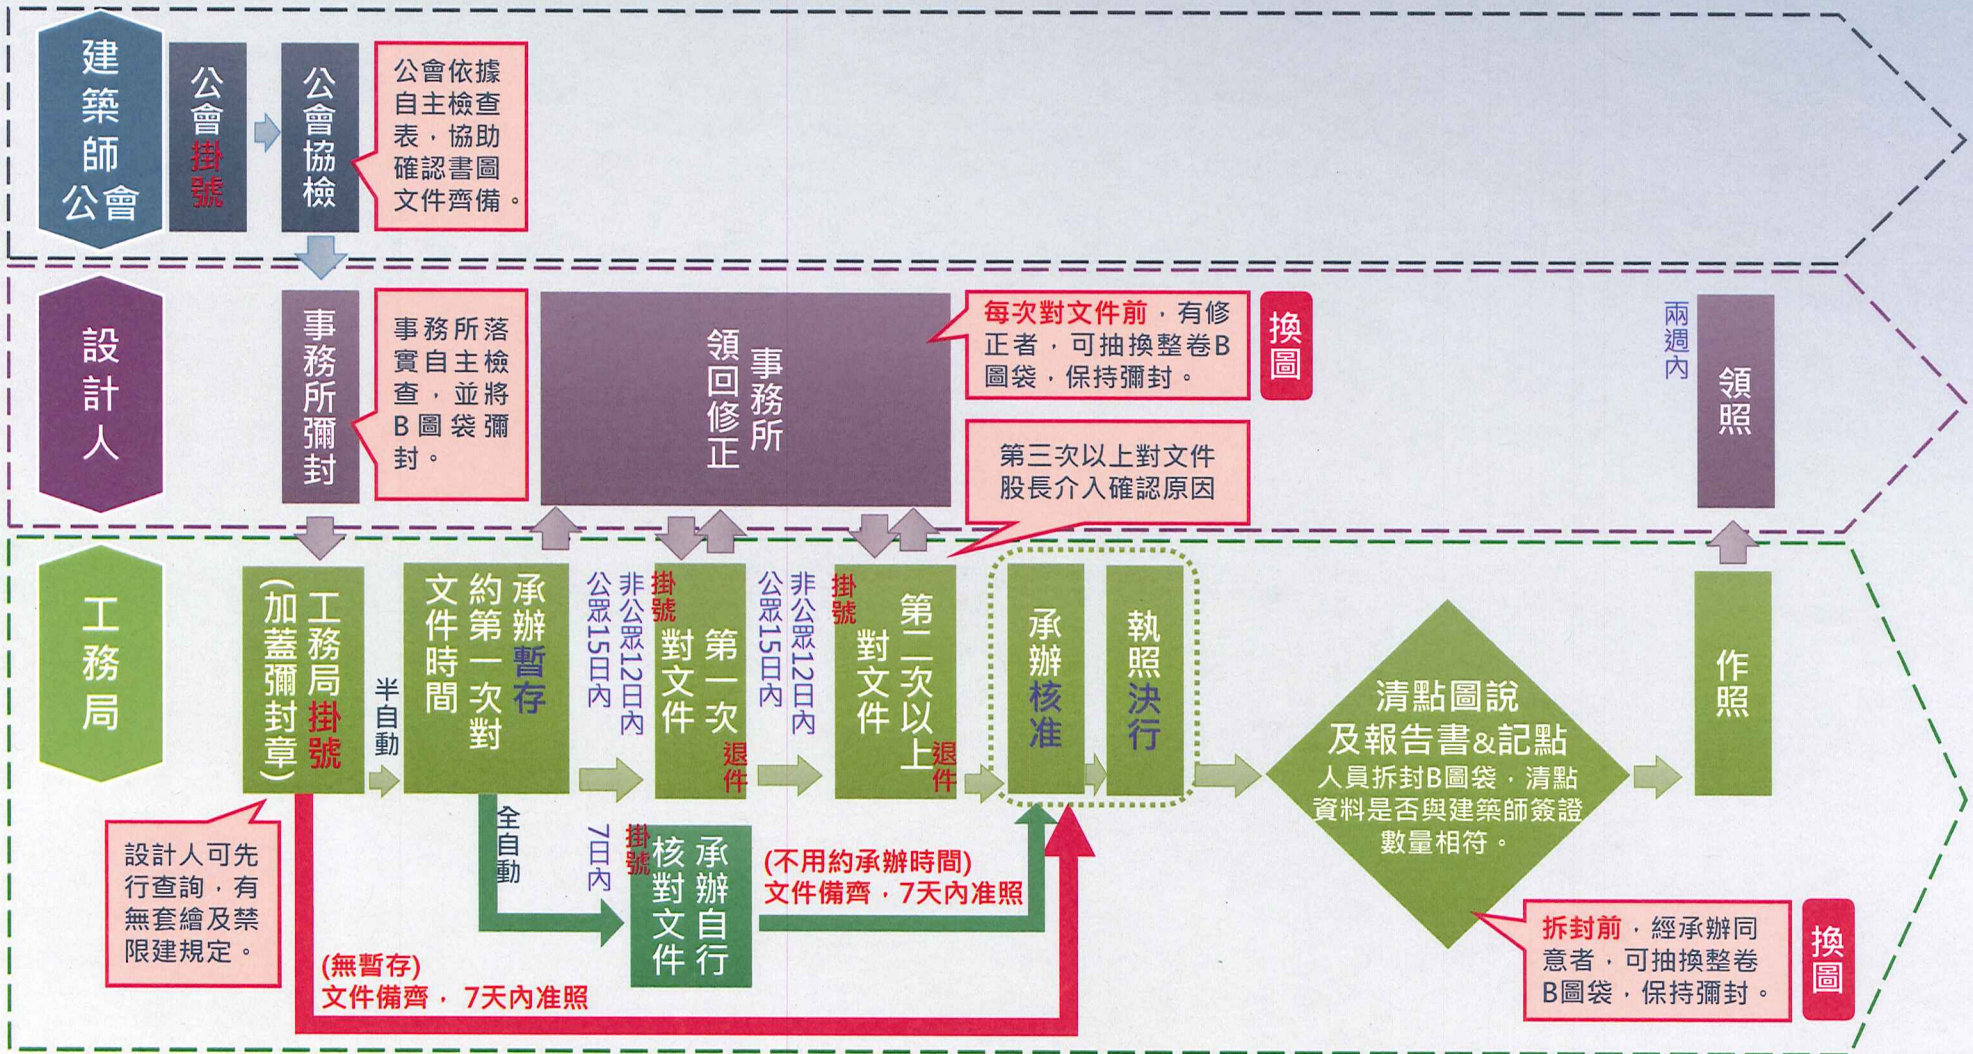 建築師
公會
公會掛號
公會協檢
公會依據
自主檢查
表，協助
確認書圖
文件齊備。
設計人
事務所彌封
事務所落
實自主檢
查，並將
B圖袋彌
封。
事務所
領回修正
每次對文件前，有修
正者，可抽換整卷B
圖袋，保持彌封。
換圖
第三次以上對文件
股長介入確認原因
兩週內
領照
工務局
工務局掛號
(加蓋彌封章)
設計人可先
行查詢，有
無套繪及禁
限建規定。
半自動
承辦暫存
約第一次對
文件時間
全自動
非公眾12日內
公眾15日內
掛號
第一次
對文件
退件
非公眾12日內
公眾15日內
掛號
第二次以上
對文件
退件
承辦核准
執照決行
7日內
掛號
承辦自行
核對文件
(不用約承辦時間)
文件備齊，7天內准照
(無暫存)
文件備齊，7天內准照
清點圖說
及報告書&記點
人員拆封B圖袋，清點
資料是否與建築師簽證
數量相符。
拆封前，經承辦同
意者，可抽換整卷
B圖袋，保持彌封。
換圖
作照